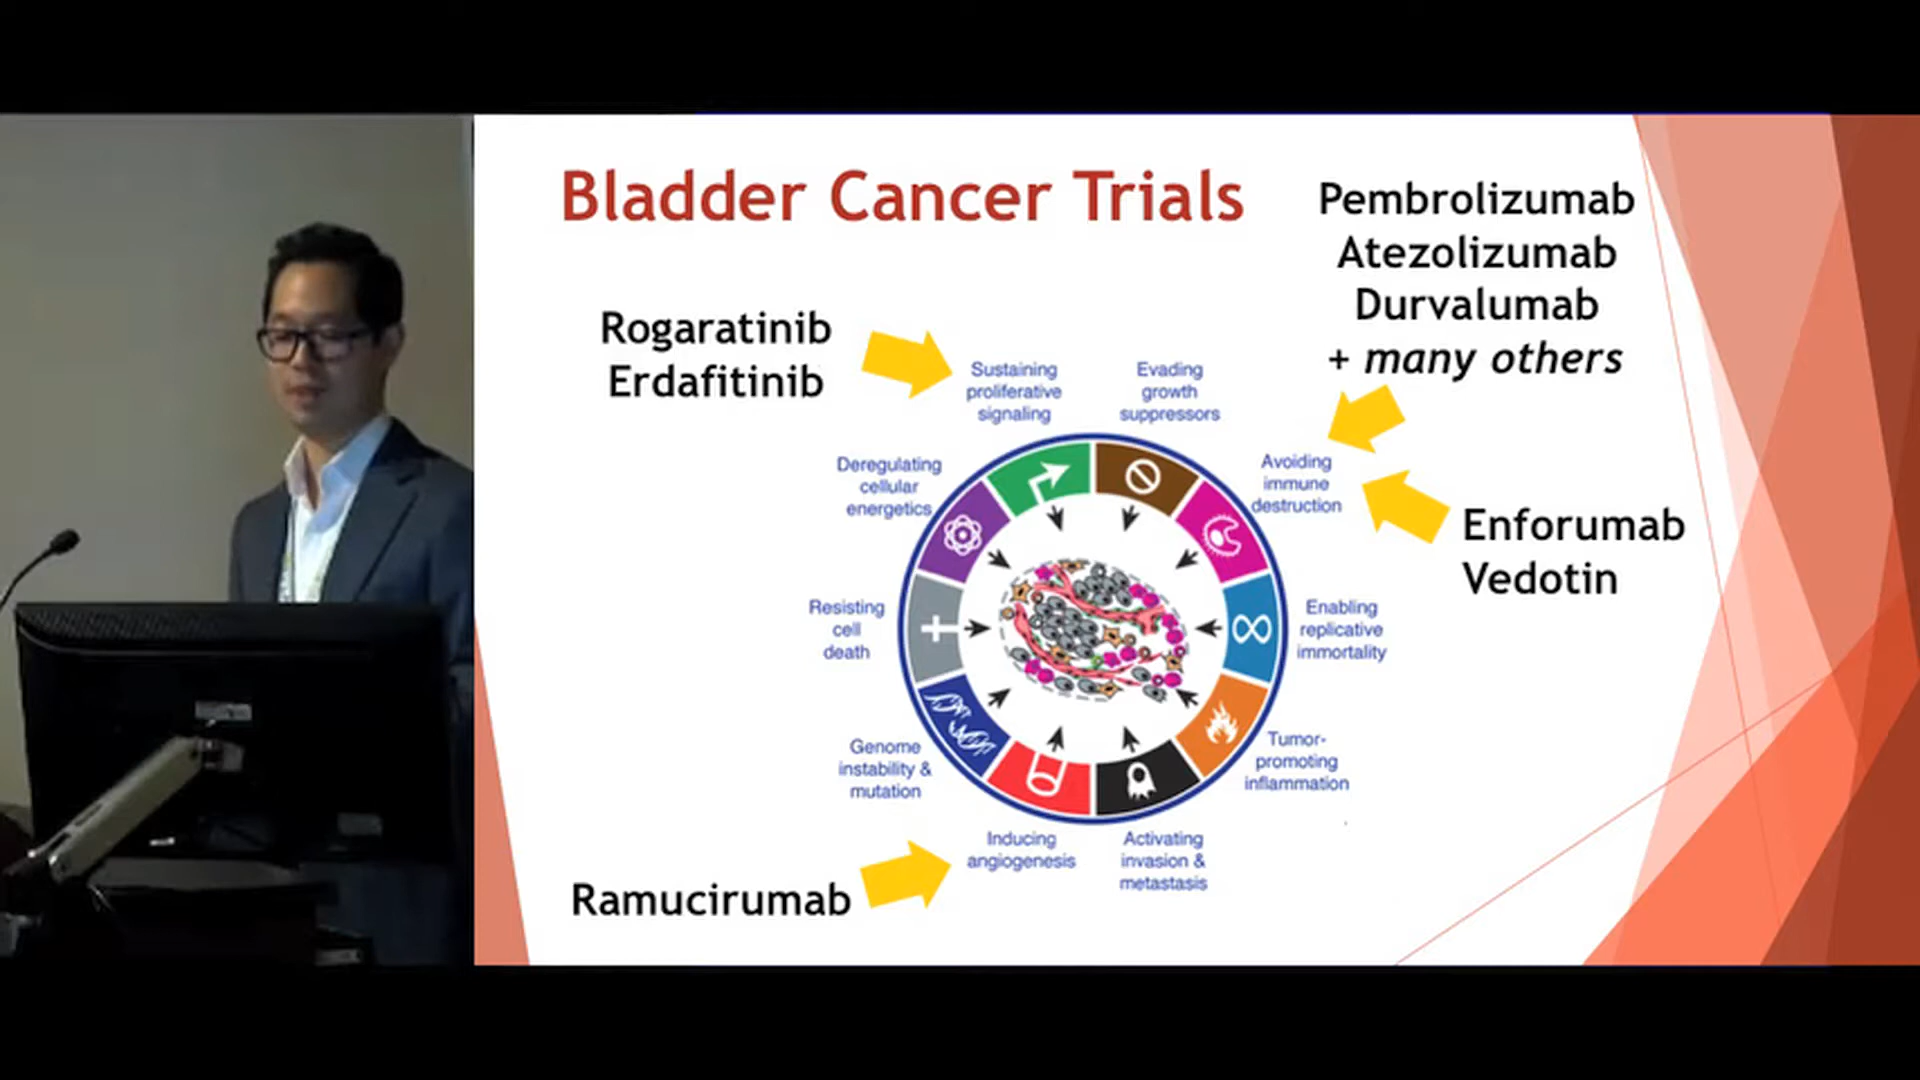 Bladder Cancer Trials
Pembrolizumab
Atezolizumab
Durvalumab
+ many others
Rogaratinib
Erdafitinib
Sustaining
proliferative
signaling
Evading
growth
suppressors
Deregulating
cellular
energetics
Avoiding
immune
destruction
Enforumab
Vedotin
Resisting
cell
death
Enabling
replicative
immortality
Genome
instability &
mutation
Tumor-
promoting
inflammation
Inducing
angiogenesis
Activating
invasion &
metastasis
Ramucirumab